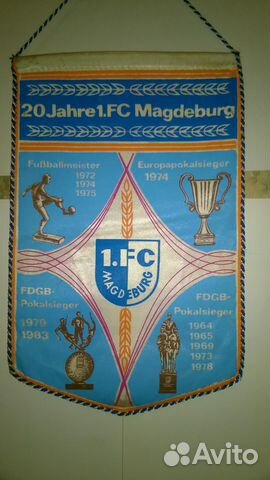 20 Jahre 1.FC Magdeburg
Fußballmeister
1972
1974
1975
Europapokalsieger
1974
1.FC
MAGDEBURG
FDGB-
Pokalsieger
1979
1983
FDGB-
Pokalsieger
1964
1965
1969
1973
1978
Avito